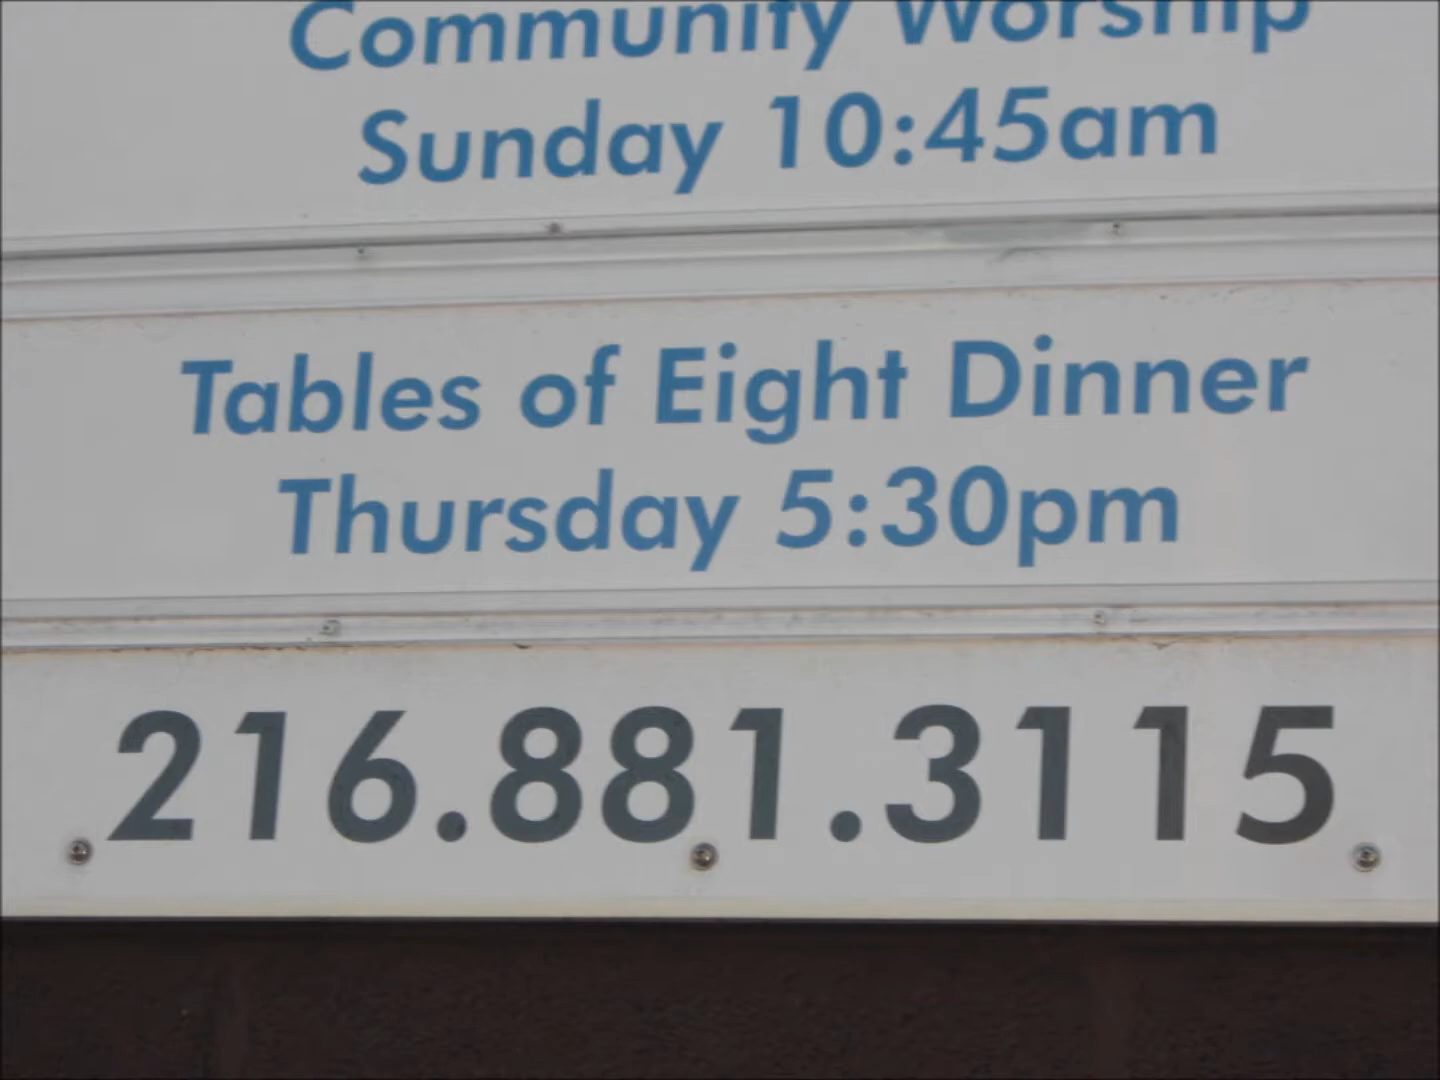 Community Worship
Sunday 10:45am
Tables of Eight Dinner
Thursday 5:30pm
216.881.3115